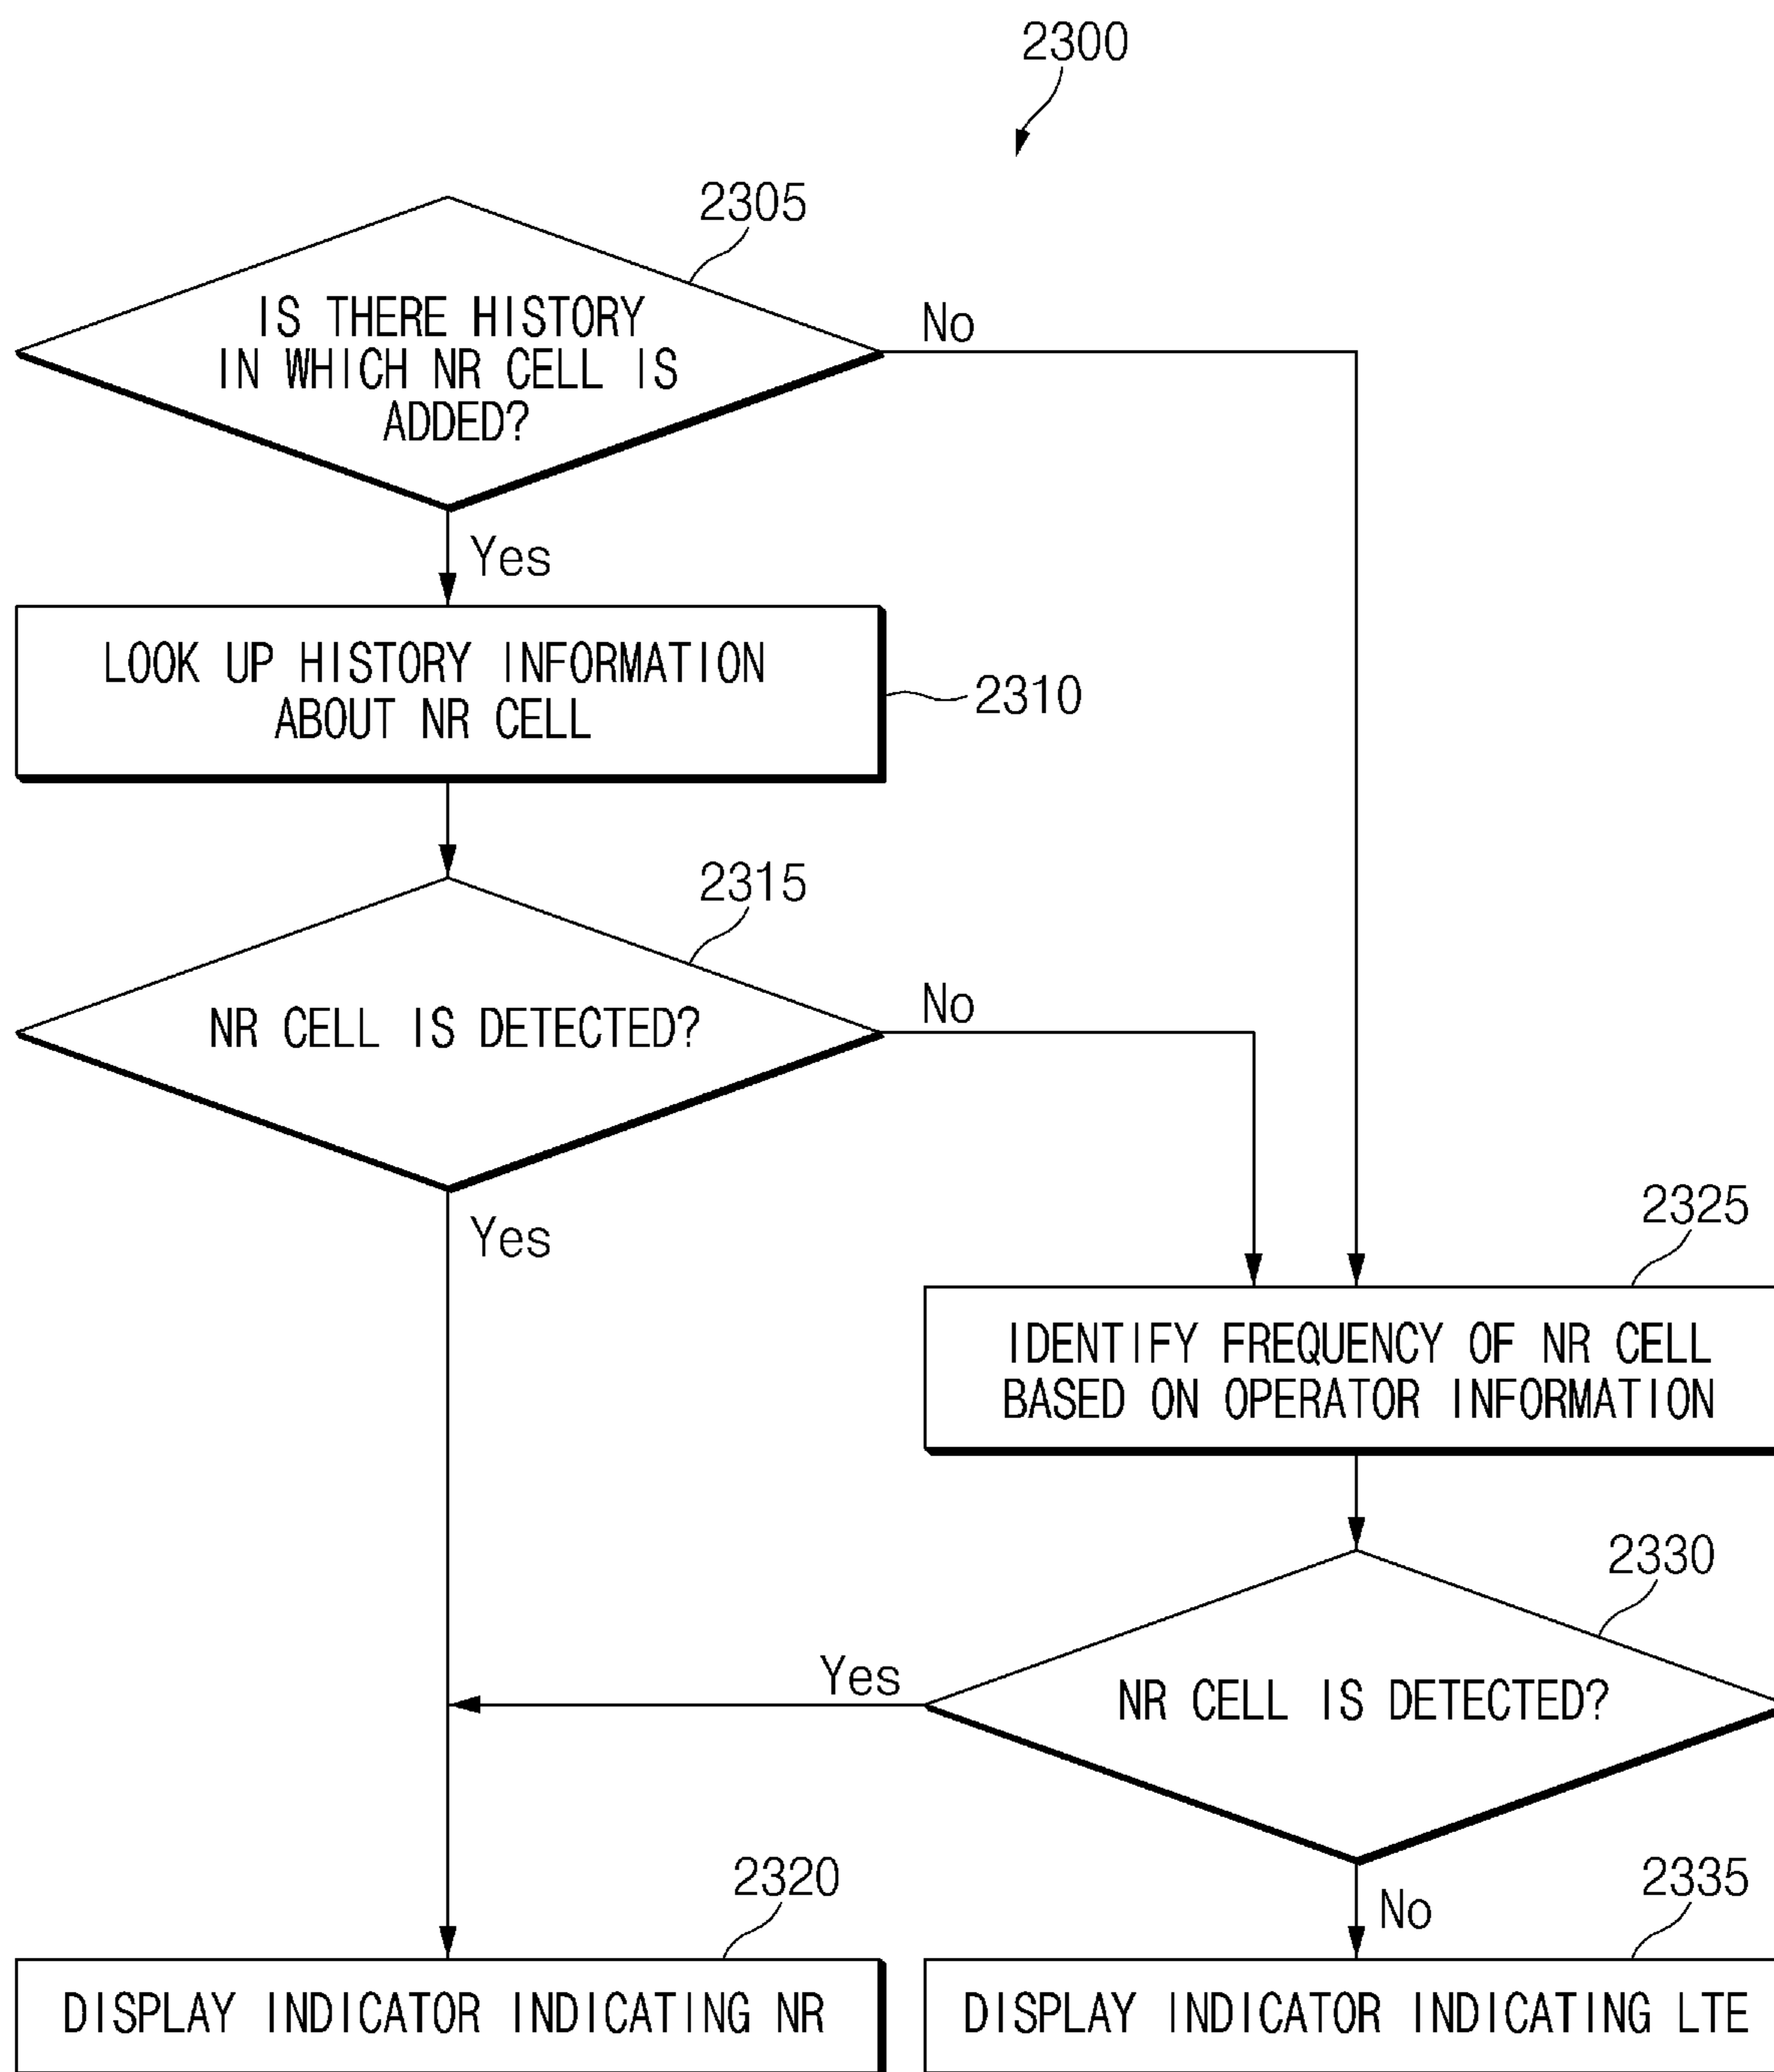 2300
2305
IS THERE HISTORY
IN WHICH NR CELL IS
ADDED?
No
Yes
LOOK UP HISTORY INFORMATION
ABOUT NR CELL
2310
2315
NR CELL IS DETECTED?
No
Yes
2325
IDENTIFY FREQUENCY OF NR CELL
BASED ON OPERATOR INFORMATION
2330
NR CELL IS DETECTED?
Yes
No
2320
DISPLAY INDICATOR INDICATING NR
2335
DISPLAY INDICATOR INDICATING LTE